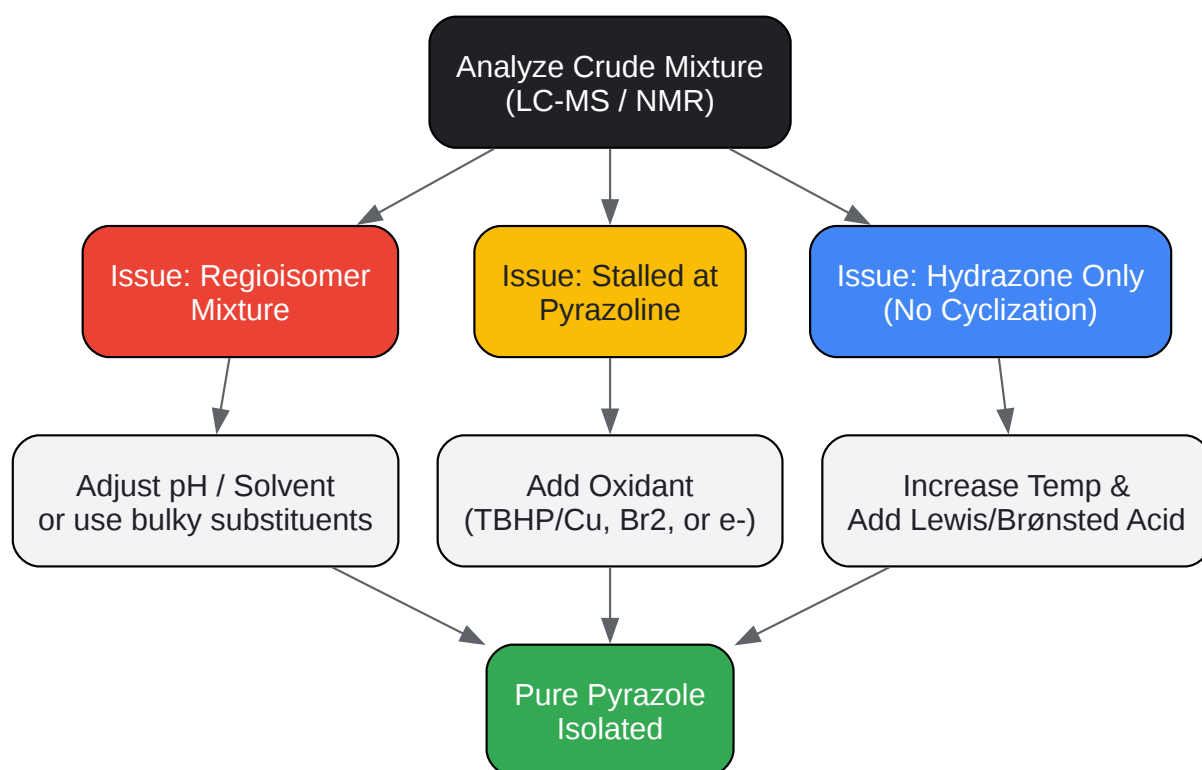 Analyze Crude Mixture
(LC-MS / NMR)
Issue: Regioisomer
Mixture
Issue: Stalled at
Pyrazoline
Issue: Hydrazone Only
(No Cyclization)
Adjust pH / Solvent
or use bulky substituents
Add Oxidant
(TBHP/Cu, Br2, or e-)
Increase Temp &
Add Lewis/Brønsted Acid
Pure Pyrazole
Isolated